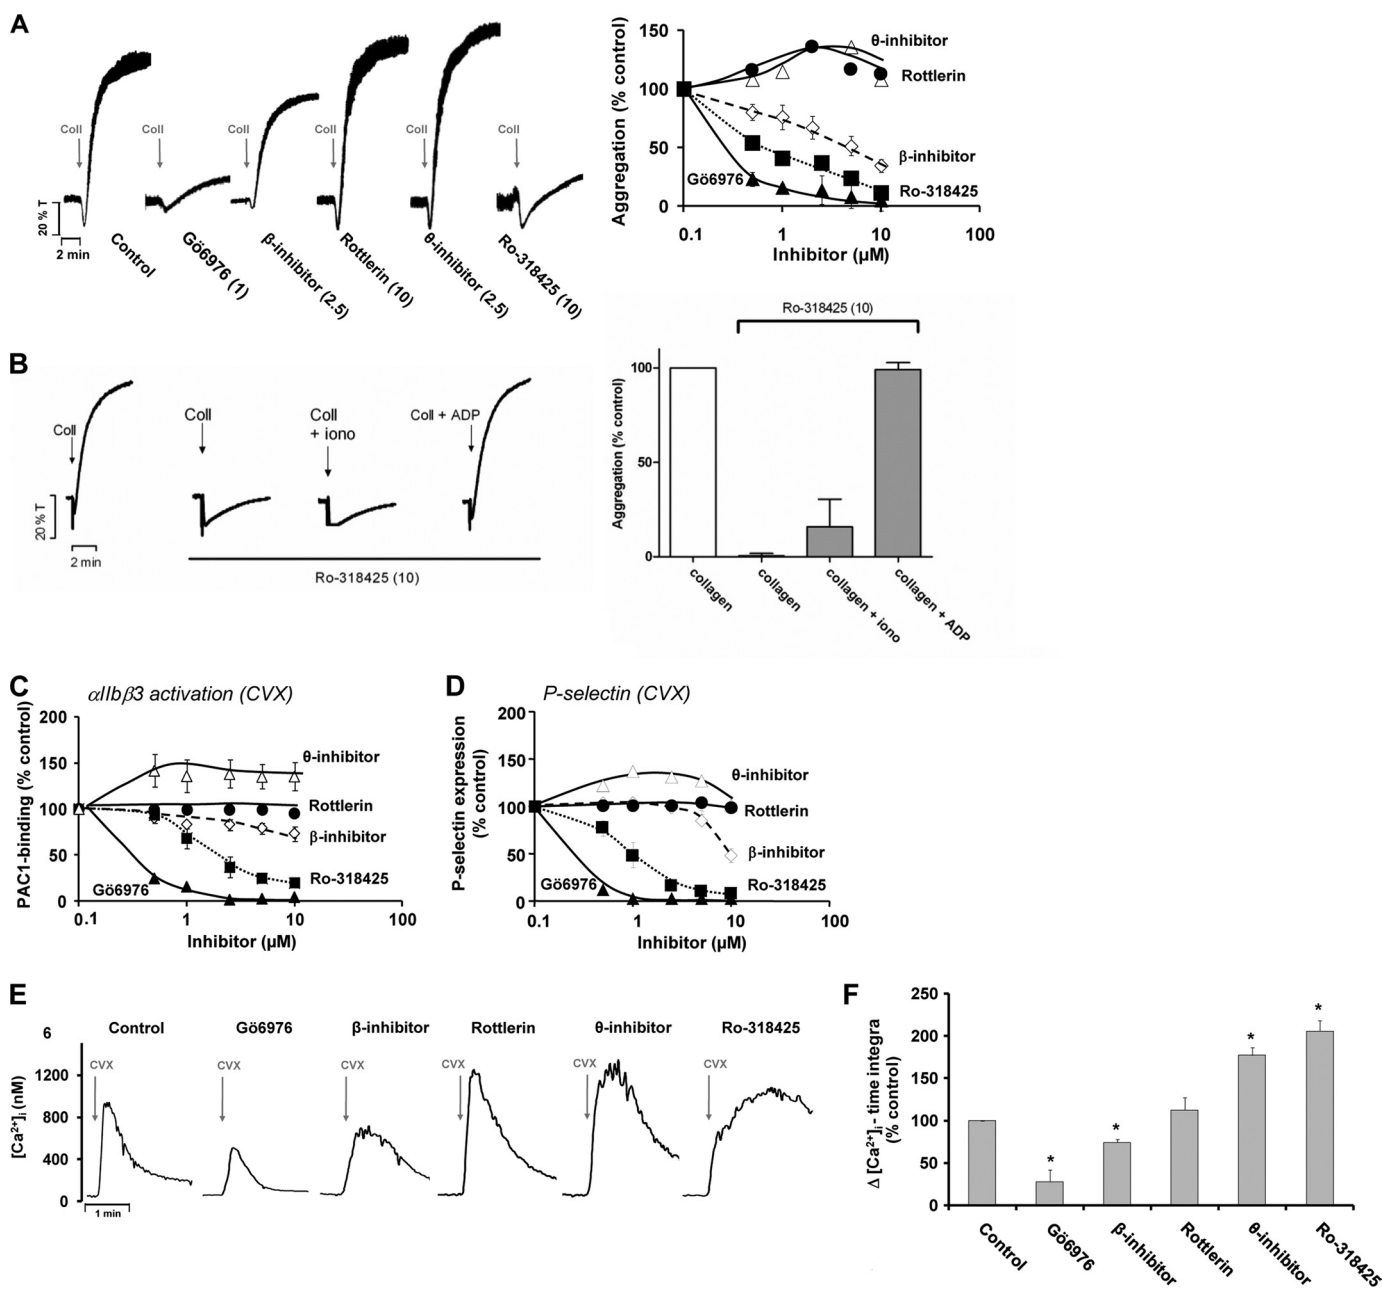 A
Coll
Coll
Coll
Coll
Coll
Coll
20 % T
2 min
Control
Gö6976 (1)
β-inhibitor (2.5)
Rottlerin (10)
θ-inhibitor (2.5)
Ro-318425 (10)
Aggregation (% control)
150
100
50
0
0.1
1
10
100
Inhibitor (µM)
θ-inhibitor
Rottlerin
β-inhibitor
Ro-318425
Gö6976
B
Coll
Coll
Coll
+ iono
Coll + ADP
20 % T
2 min
Ro-318425 (10)
Ro-318425 (10)
Aggregation (% control)
100
50
0
collagen
collagen
collagen + iono
collagen + ADP
C
αIIbβ3 activation (CVX)
PAC1-binding (% control)
200
150
100
50
0
0.1
1
10
100
Inhibitor (µM)
θ-inhibitor
Rottlerin
β-inhibitor
Ro-318425
Gö6976
D
P-selectin (CVX)
P-selectin expression
(% control)
200
150
100
50
0
0.1
1
10
100
Inhibitor (µM)
θ-inhibitor
Rottlerin
β-inhibitor
Ro-318425
Gö6976
E
6
Control
Gö6976
β-inhibitor
Rottlerin
θ-inhibitor
Ro-318425
CVX
CVX
CVX
CVX
CVX
CVX
[Ca²⁺]ᵢ (nM)
1200
800
400
0
1 min
F
Δ [Ca²⁺]ᵢ- time integra
(% control)
250
200
150
100
50
0
*
*
*
*
Control
Gö6976
β-inhibitor
Rottlerin
θ-inhibitor
Ro-318425